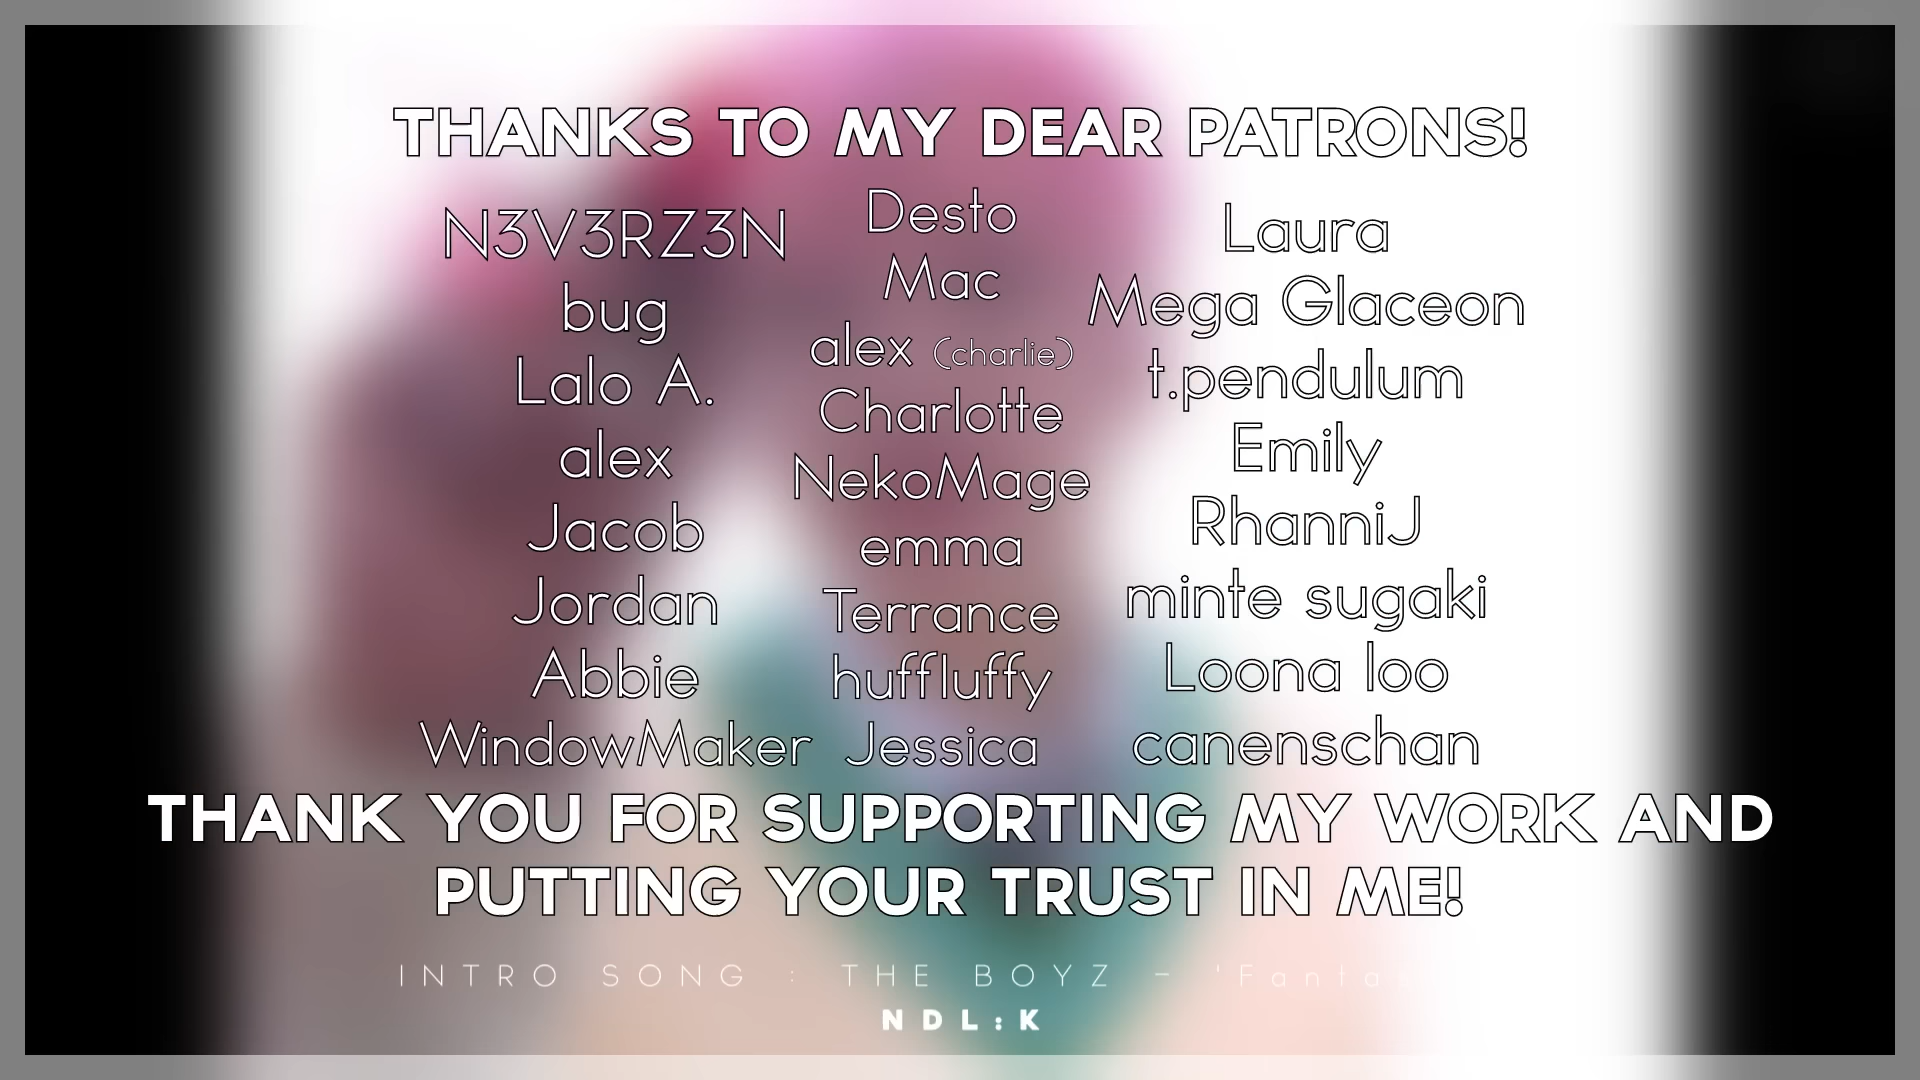 THANKS TO MY DEAR PATRONS!
N3V3RZ3N
bug
Lalo A.
alex
Jacob
Jordan
Abbie
WindowMaker
Desto
Mac
alex (charlie)
Charlotte
NekoMage
emma
Terrance
huffluffy
Jessica
Laura
Mega Glaceon
t.pendulum
Emily
RhanniJ
minte sugaki
Loona loo
canenschan
THANK YOU FOR SUPPORTING MY WORK AND
PUTTING YOUR TRUST IN ME!
INTRO SONG : THE BOYZ -
NDL:K